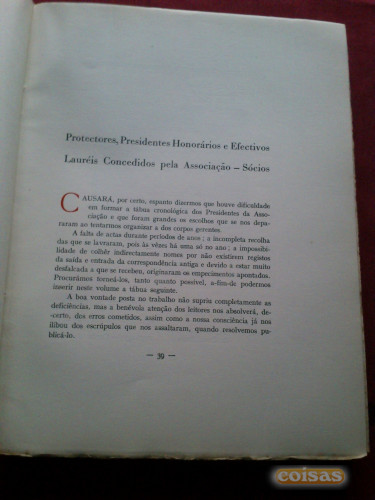 Protectores, Presidentes Honorários e Efectivos
Lauréis Concedidos pela Associação — Sócios
CAUSARÁ, por certo, espanto dizermos que houve dificuldade
em formar a tábua cronológica dos Presidentes da Asso-
ciação e que foram grandes os escolhos que se nos depa-
raram ao tentarmos organizar a dos corpos gerentes.
A falta de actas durante períodos de anos ; a incompleta recolha
das que se lavraram, pois às vêzes há uma só no ano ; a impossibi-
lidade de colhêr indirectamente nomes por não existirem registos
da saída e entrada da correspondência antiga e devido a estar muito
desfalcada a que se recebeu, originaram os empecimentos apontados.
Procurámos torneá-los, tanto quanto possível, a-fim-de podermos
inserir neste volume a tábua seguinte.
A boa vontade posta no trabalho não supriu completamente as
deficiências, mas a benévola atenção dos leitores nos absolverá, de-
-certo, dos erros cometidos, assim como a nossa consciência já nos
ilibou dos escrúpulos que nos assaltaram, quando resolvemos pu-
blicá-lo.
— 39 —
coisas